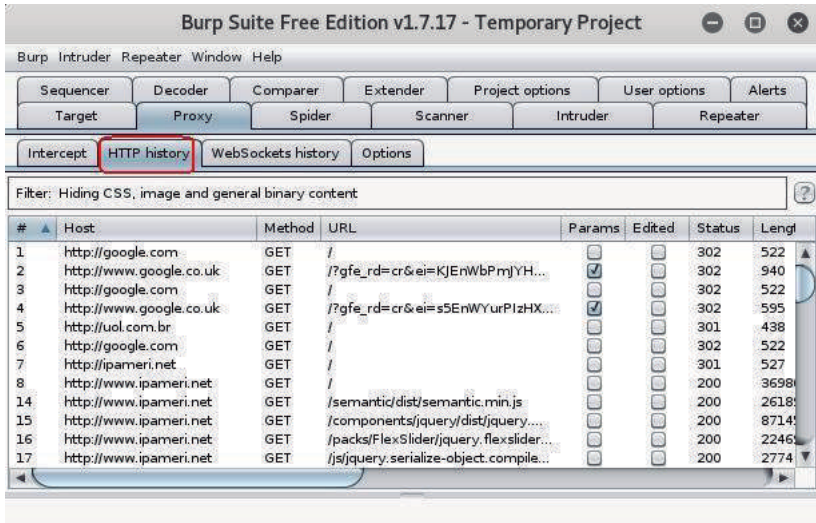 Burp Suite Free Edition v1.7.17 - Temporary Project
Burp Intruder Repeater Window Help
Sequencer Decoder Comparer Extender Project options User options Alerts
Target Proxy Spider Scanner Intruder Repeater
Intercept HTTP history WebSockets history Options
Filter: Hiding CSS, image and general binary content ?
# Host Method URL Params Edited Status Lengt
1 http://google.com GET / 302 522
2 http://www.google.co.uk GET /?gfe_rd=cr&ei=KJEnWbPmJYH... 302 940
3 http://google.com GET / 302 522
4 http://www.google.co.uk GET /?gfe_rd=cr&ei=s5EnWYurPIzHX... 302 595
5 http://uol.com.br GET / 301 438
6 http://google.com GET / 302 522
7 http://ipameri.net GET / 301 527
8 http://www.ipameri.net GET / 200 3698
14 http://www.ipameri.net GET /semantic/dist/semantic.min.js 200 2618
15 http://www.ipameri.net GET /components/jquery/dist/jquery.... 200 8714
16 http://www.ipameri.net GET /packs/FlexSlider/jquery.flexslider... 200 2246
17 http://www.ipameri.net GET /js/jquery.serialize-object.compile... 200 2774